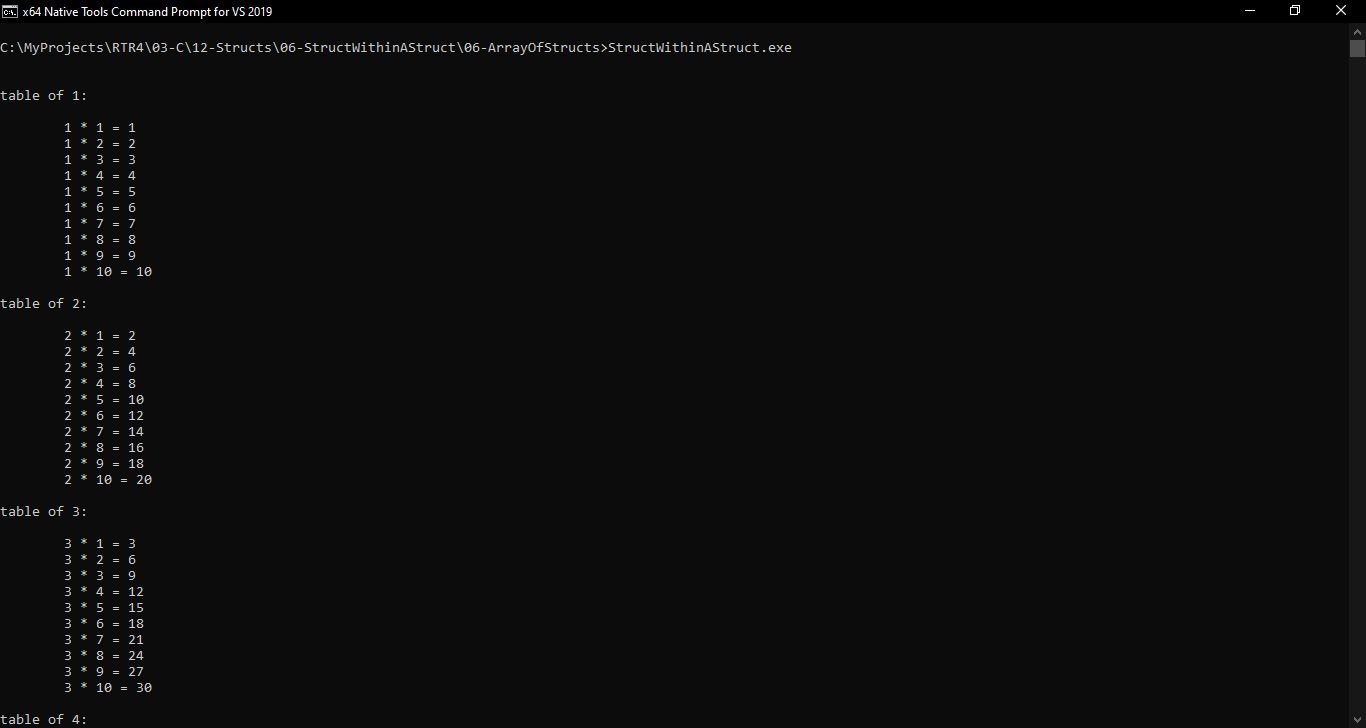 x64 Native Tools Command Prompt for VS 2019
C:\MyProjects\RTR4\03-C\12-Structs\06-StructWithinAStruct\06-ArrayOfStructs>StructWithinAStruct.exe
table of 1:
1 * 1 = 1
1 * 2 = 2
1 * 3 = 3
1 * 4 = 4
1 * 5 = 5
1 * 6 = 6
1 * 7 = 7
1 * 8 = 8
1 * 9 = 9
1 * 10 = 10
table of 2:
2 * 1 = 2
2 * 2 = 4
2 * 3 = 6
2 * 4 = 8
2 * 5 = 10
2 * 6 = 12
2 * 7 = 14
2 * 8 = 16
2 * 9 = 18
2 * 10 = 20
table of 3:
3 * 1 = 3
3 * 2 = 6
3 * 3 = 9
3 * 4 = 12
3 * 5 = 15
3 * 6 = 18
3 * 7 = 21
3 * 8 = 24
3 * 9 = 27
3 * 10 = 30
table of 4: